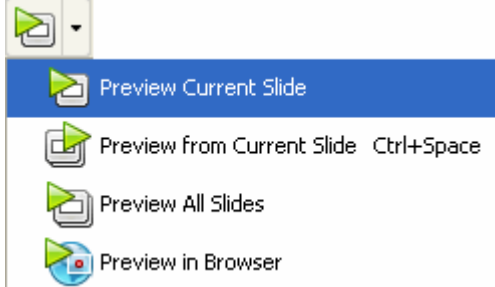 Preview Current Slide
Preview from Current Slide Ctrl+Space
Preview All Slides
Preview in Browser